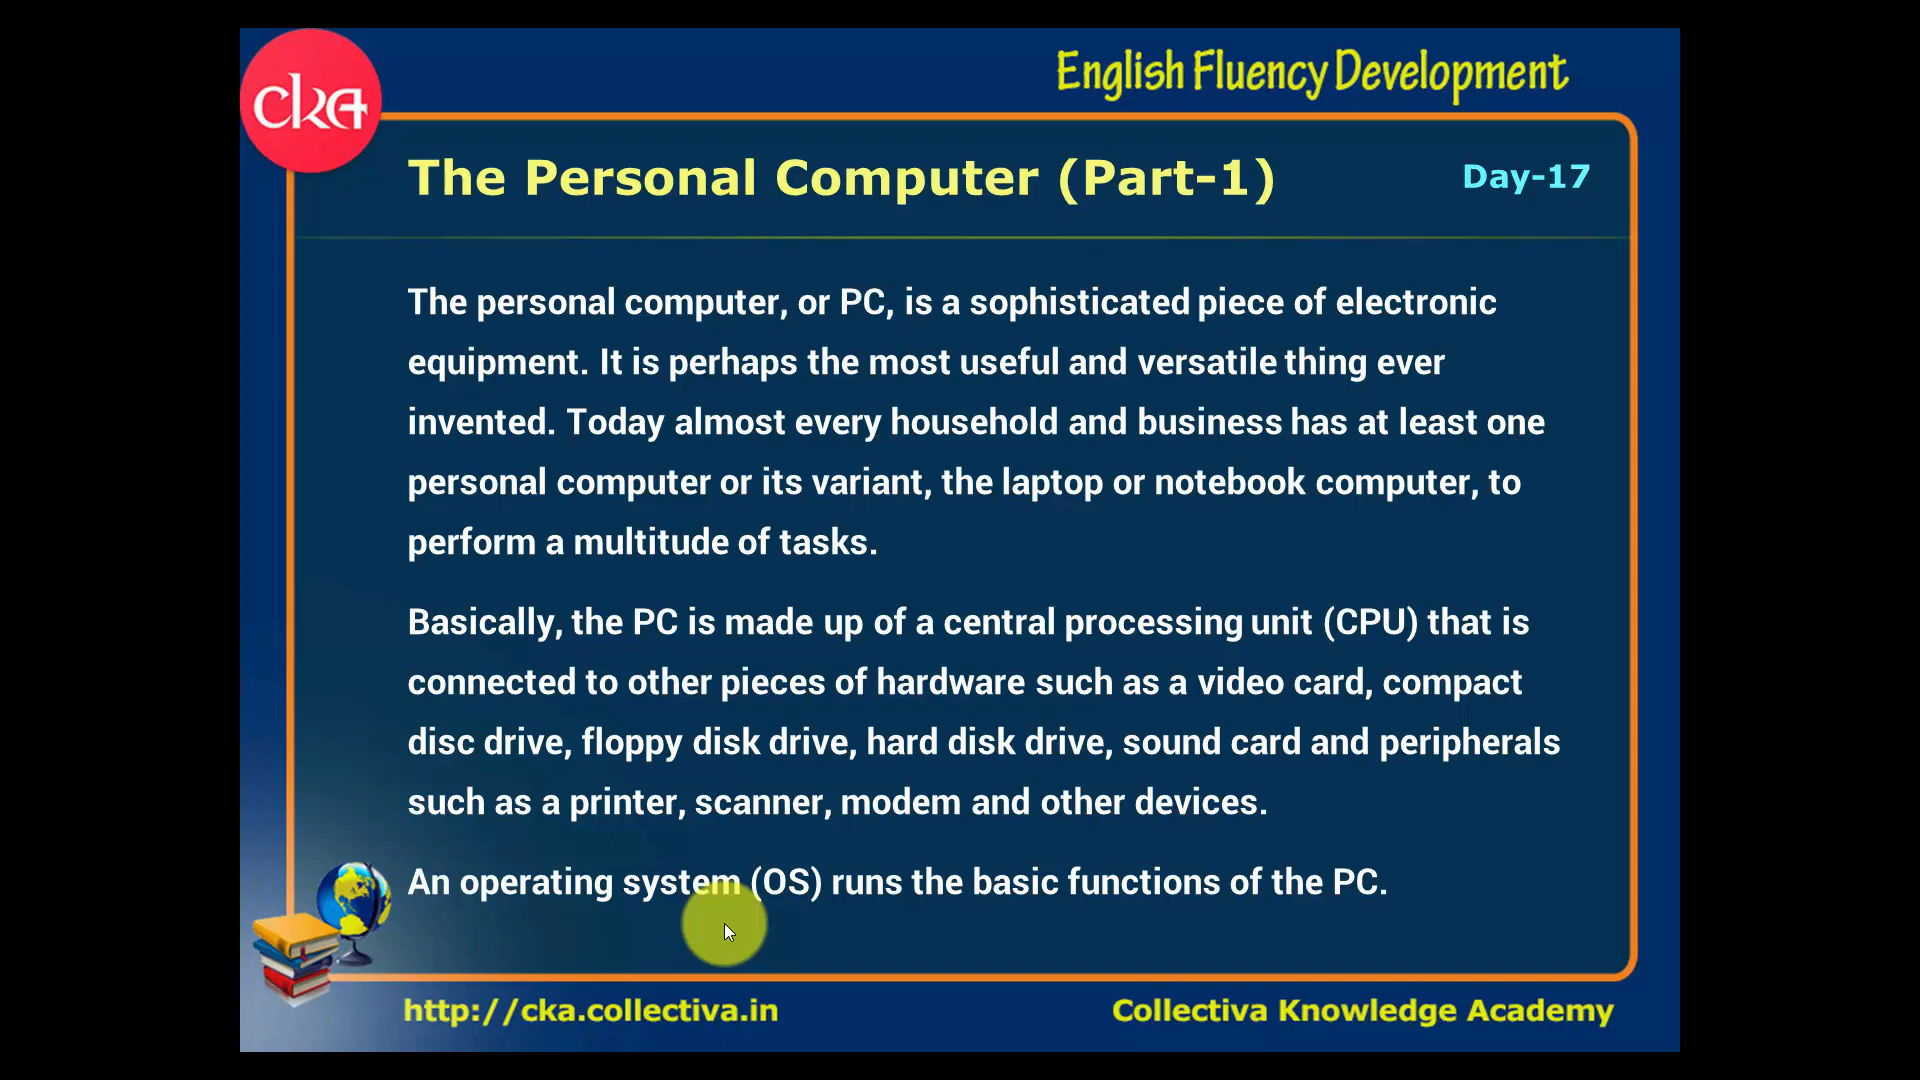 cka
English Fluency Development
The Personal Computer (Part-1)
Day-17
The personal computer, or PC, is a sophisticated piece of electronic
equipment. It is perhaps the most useful and versatile thing ever
invented. Today almost every household and business has at least one
personal computer or its variant, the laptop or notebook computer, to
perform a multitude of tasks.
Basically, the PC is made up of a central processing unit (CPU) that is
connected to other pieces of hardware such as a video card, compact
disc drive, floppy disk drive, hard disk drive, sound card and peripherals
such as a printer, scanner, modem and other devices.
An operating system (OS) runs the basic functions of the PC.
http://cka.collectiva.in
Collectiva Knowledge Academy